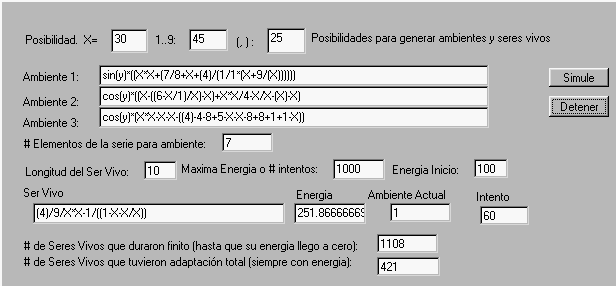 Posibilidad. X= 30 1..9: 45 (, ) : 25 Posibilidades para generar ambientes y seres vivos
Ambiente 1: sin(y)*((X*X+(7/8+X+(4)/(1/1*(X+9/(X))))))
Simule
Ambiente 2: cos(y)*((X-((6-X/1)/X)-X)+X*X/4-X/X-(X)-X)
Detener
Ambiente 3: cos(y)*(X*X-X-X-((4)-4-8+5-X-X-8+8+1+1-X))
# Elementos de la serie para ambiente: 7
Longitud del Ser Vivo: 10 Maxima Energia o # intentos: 1000 Energia Inicio: 100
Ser Vivo Energia Ambiente Actual Intento
(4)/9/X*X-1/((1-X-X/X)) 251.86666669 1 60
# de Seres Vivos que duraron finito (hasta que su energia llego a cero): 1108
# de Seres Vivos que tuvieron adaptación total (siempre con energia): 421